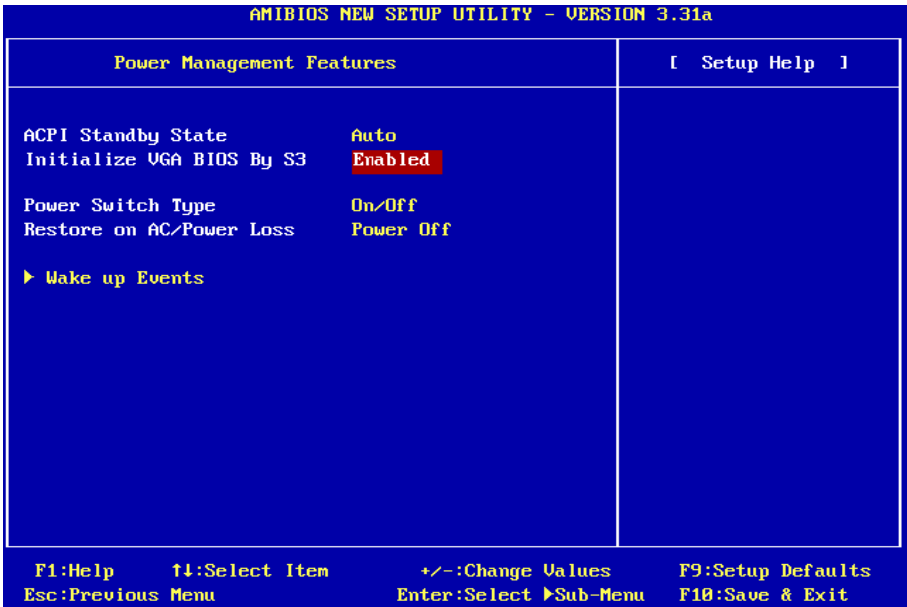 AMIBIOS NEW SETUP UTILITY - VERSION 3.31a
Power Management Features
[ Setup Help ]
ACPI Standby State Auto
Initialize VGA BIOS By S3 Enabled
Power Switch Type On/Off
Restore on AC/Power Loss Power Off
▶ Wake up Events
F1:Help ↑↓:Select Item +/-:Change Values F9:Setup Defaults
Esc:Previous Menu Enter:Select ▶Sub-Menu F10:Save & Exit